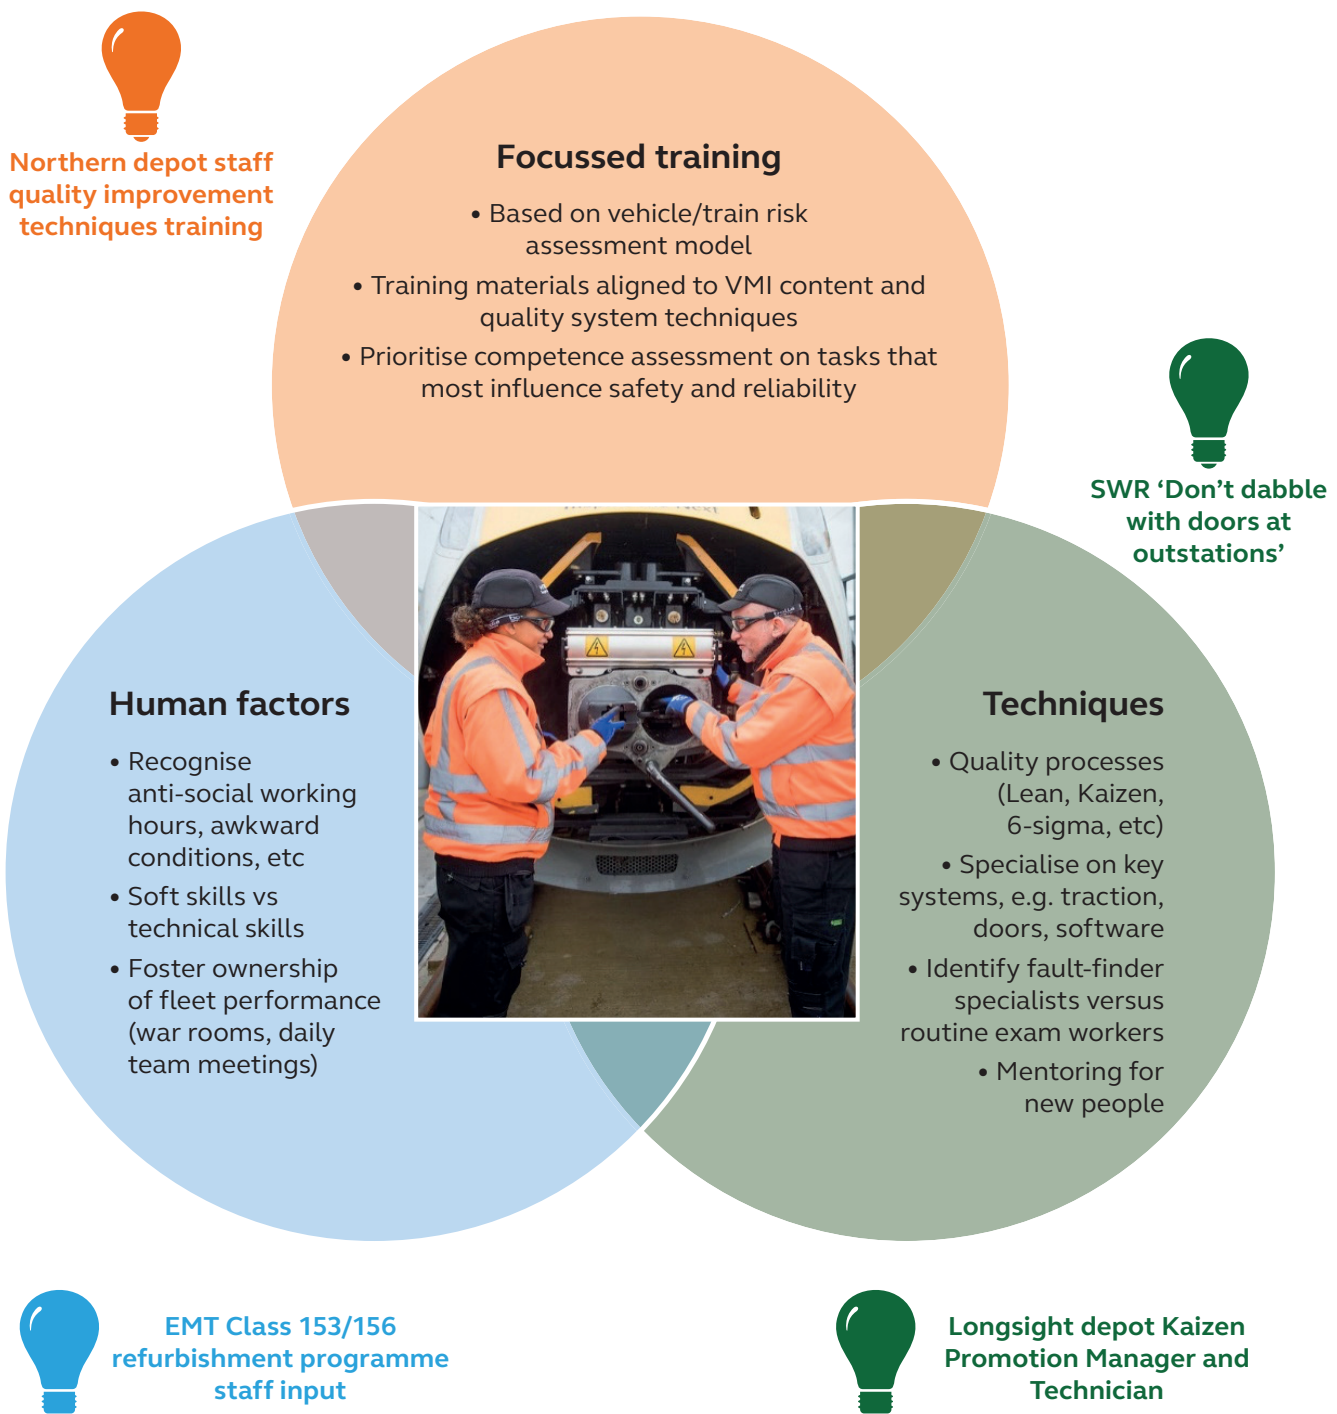 Northern depot staff
quality improvement
techniques training
Focussed training
• Based on vehicle/train risk
assessment model
• Training materials aligned to VMI content and
quality system techniques
• Prioritise competence assessment on tasks that
most influence safety and reliability
SWR ‘Don’t dabble
with doors at
outstations’
Human factors
• Recognise
anti-social working
hours, awkward
conditions, etc
• Soft skills vs
technical skills
• Foster ownership
of fleet performance
(war rooms, daily
team meetings)
Techniques
• Quality processes
(Lean, Kaizen,
6-sigma, etc)
• Specialise on key
systems, e.g. traction,
doors, software
• Identify fault-finder
specialists versus
routine exam workers
• Mentoring for
new people
EMT Class 153/156
refurbishment programme
staff input
Longsight depot Kaizen
Promotion Manager and
Technician